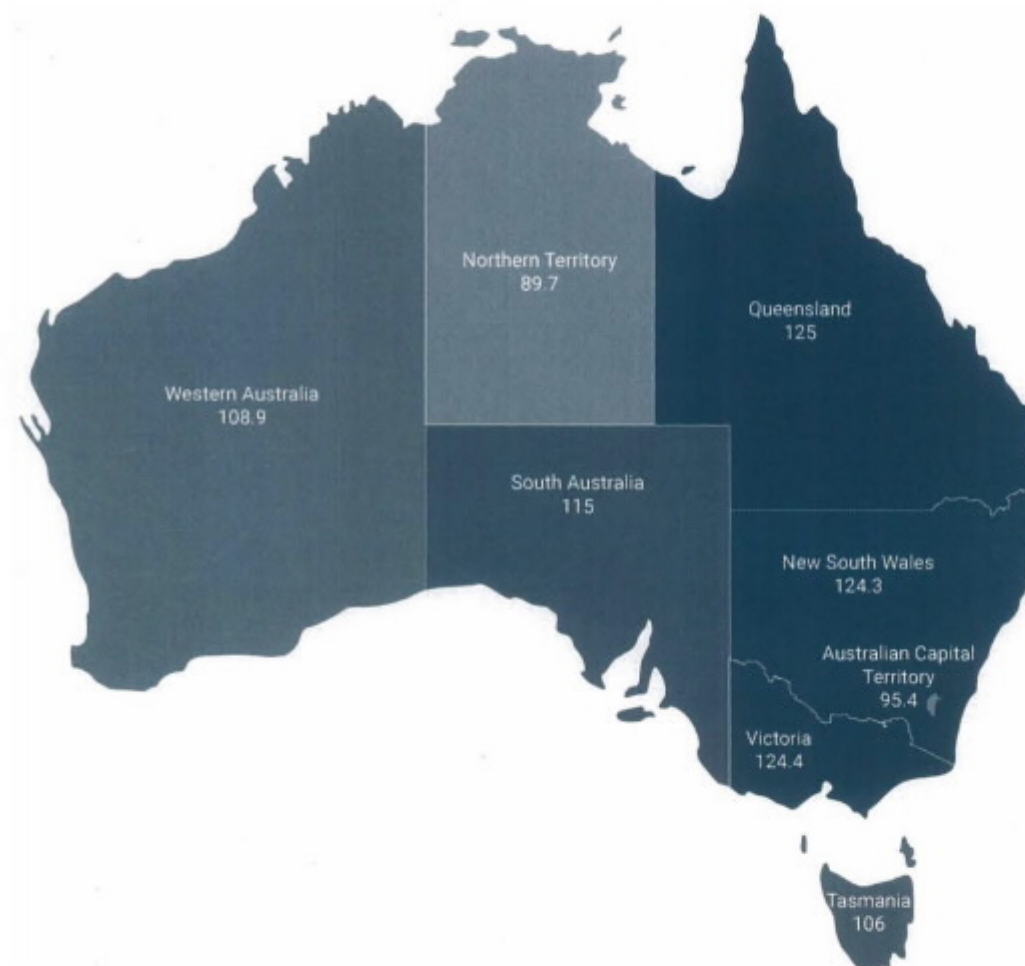 Northern Territory
89.7
Queensland
125
Western Australia
108.9
South Australia
115
New South Wales
124.3
Australian Capital
Territory
95.4
Victoria
124.4
Tasmania
106